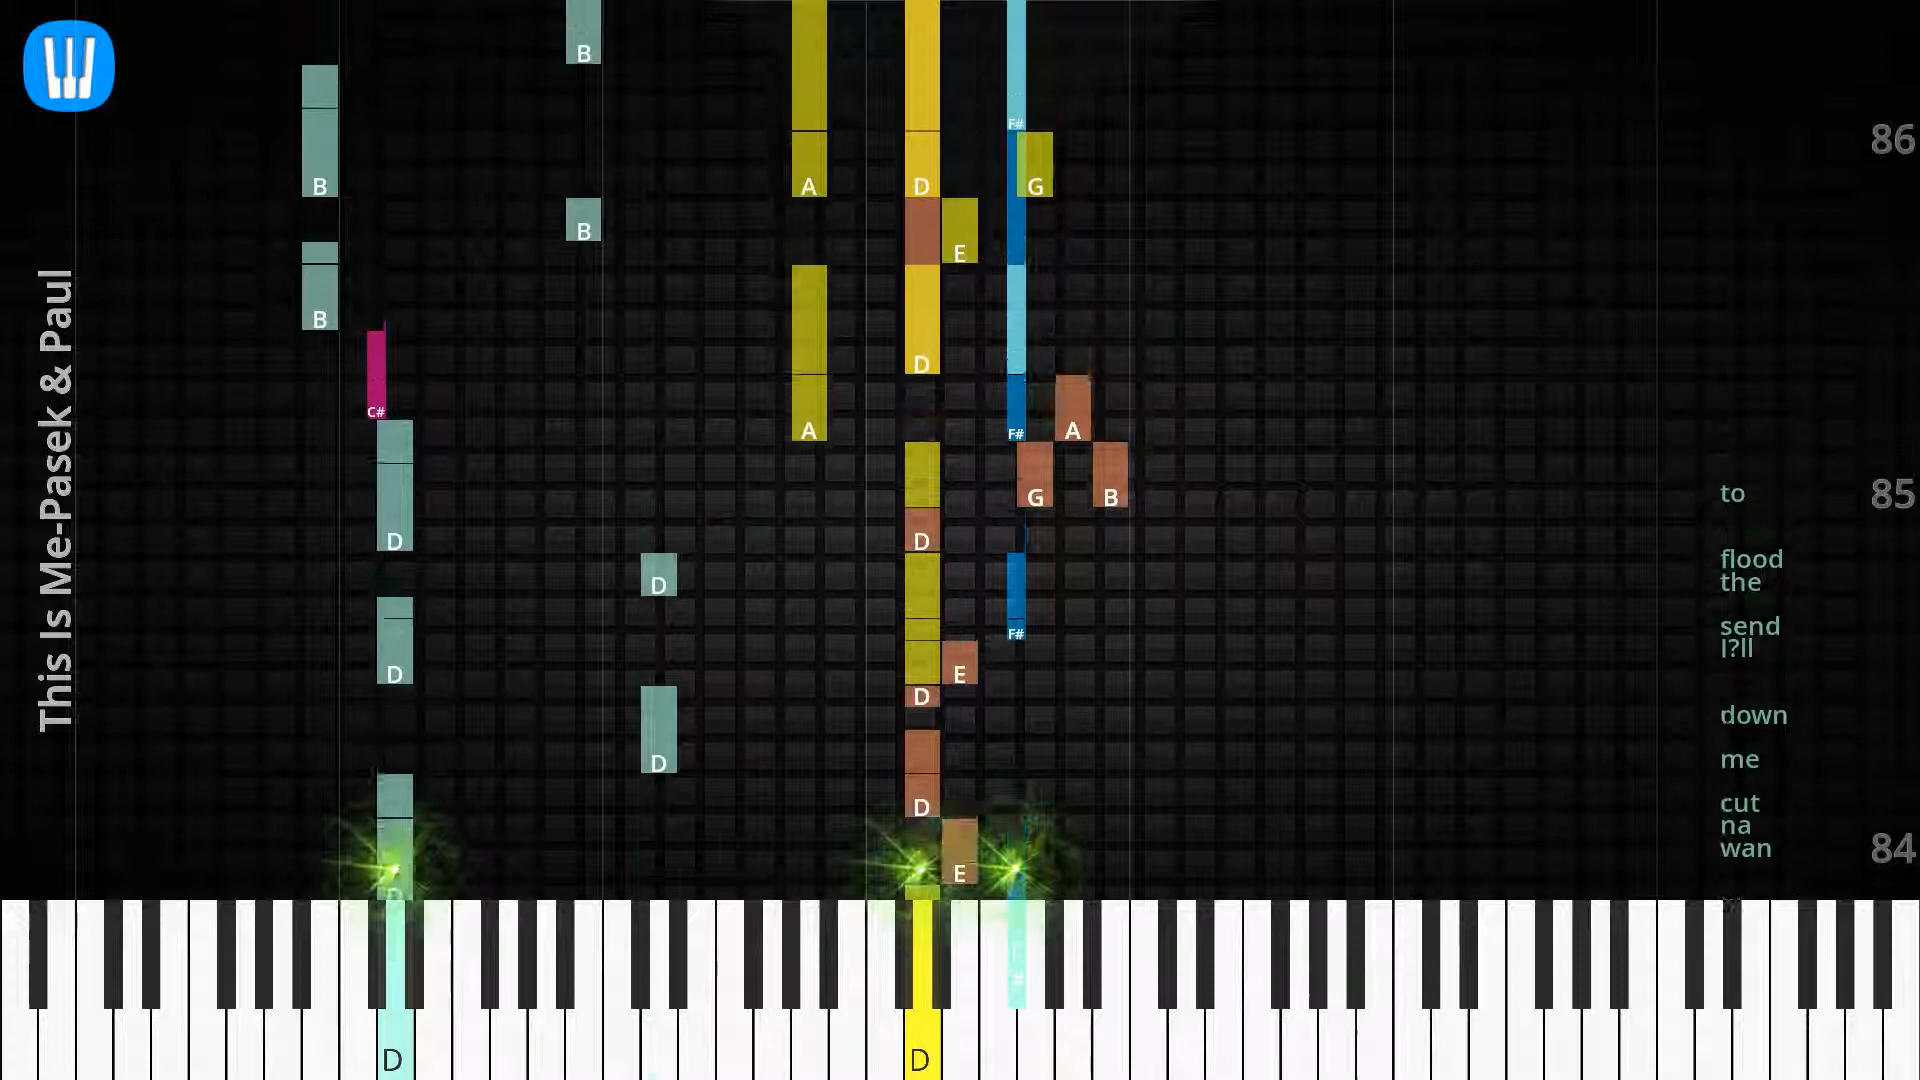 This Is Me-Pasek & Paul
B
F#
86
B
A
D
G
B
E
B
D
C#
A
F#
A
G
B
to
85
D
D
flood
D
the
F#
send
I?ll
D
E
D
down
D
me
D
cut
na
wan
84
E
D
F#
D
D